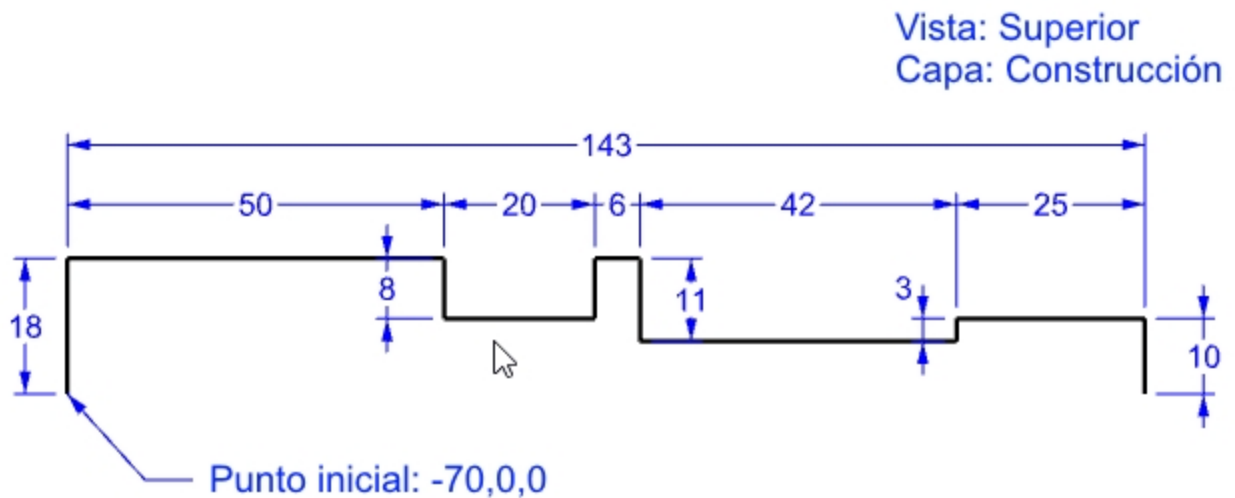 Vista: Superior
Capa: Construcción
143
50 20 6 42 25
8
3
11
18
10
Punto inicial: -70,0,0